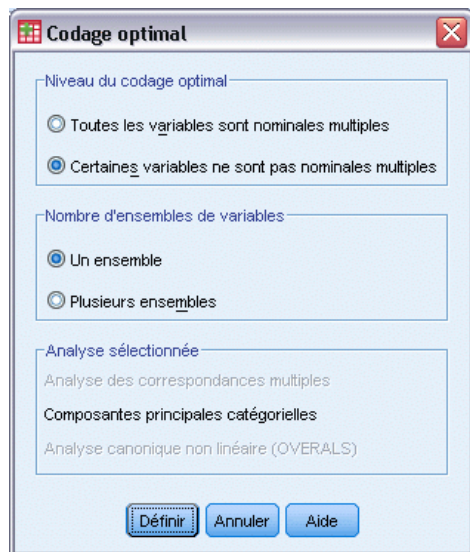 Codage optimal
Niveau du codage optimal
Toutes les variables sont nominales multiples
Certaines variables ne sont pas nominales multiples
Nombre d'ensembles de variables
Un ensemble
Plusieurs ensembles
Analyse sélectionnée
Analyse des correspondances multiples
Composantes principales catégorielles
Analyse canonique non linéaire (OVERALS)
Définir Annuler Aide